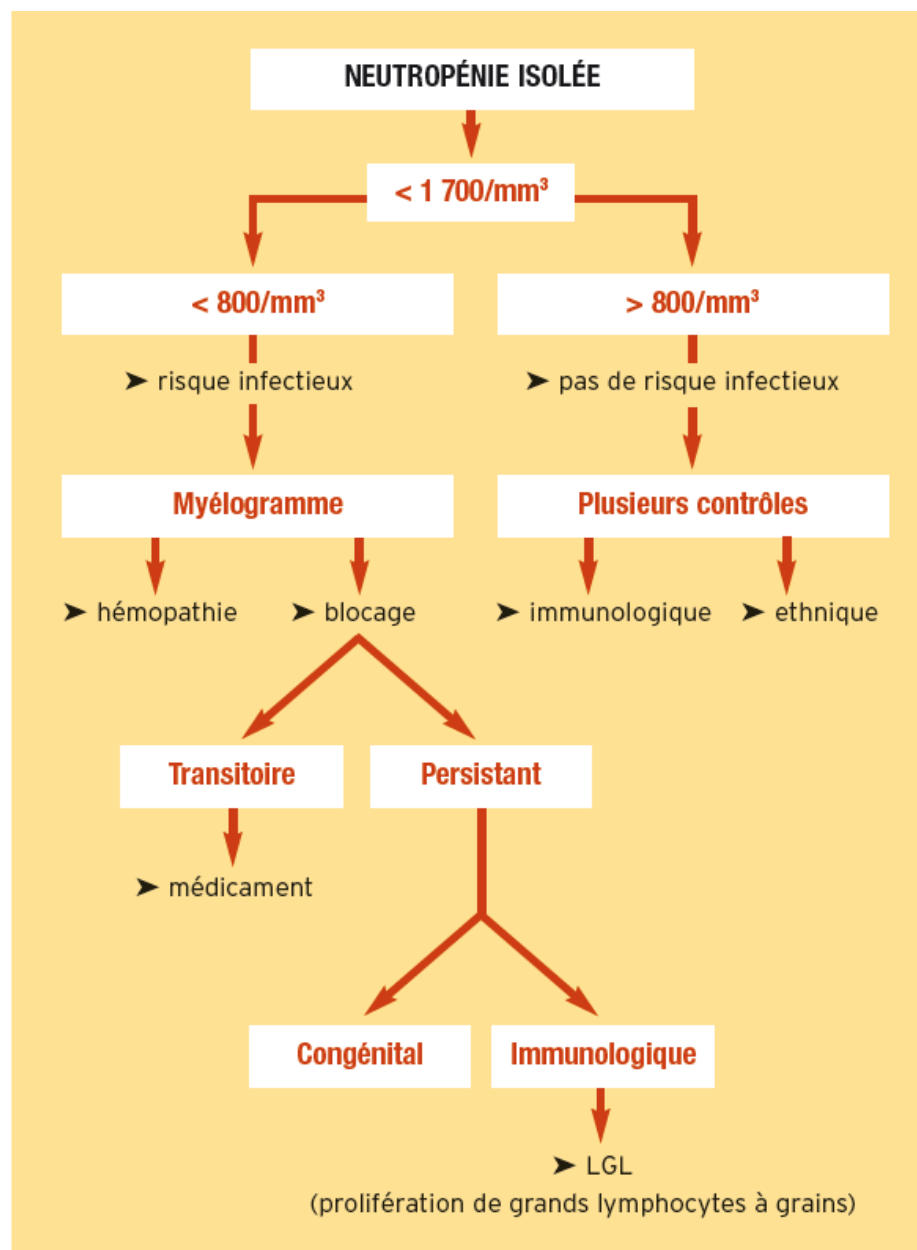 NEUTROPÉNIE ISOLÉE
< 1 700/mm³
< 800/mm³
> 800/mm³
➤ risque infectieux
➤ pas de risque infectieux
Myélogramme
Plusieurs contrôles
➤ hémopathie
➤ blocage
➤ immunologique
➤ ethnique
Transitoire
Persistant
➤ médicament
Congénital
Immunologique
➤ LGL
(prolifération de grands lymphocytes à grains)